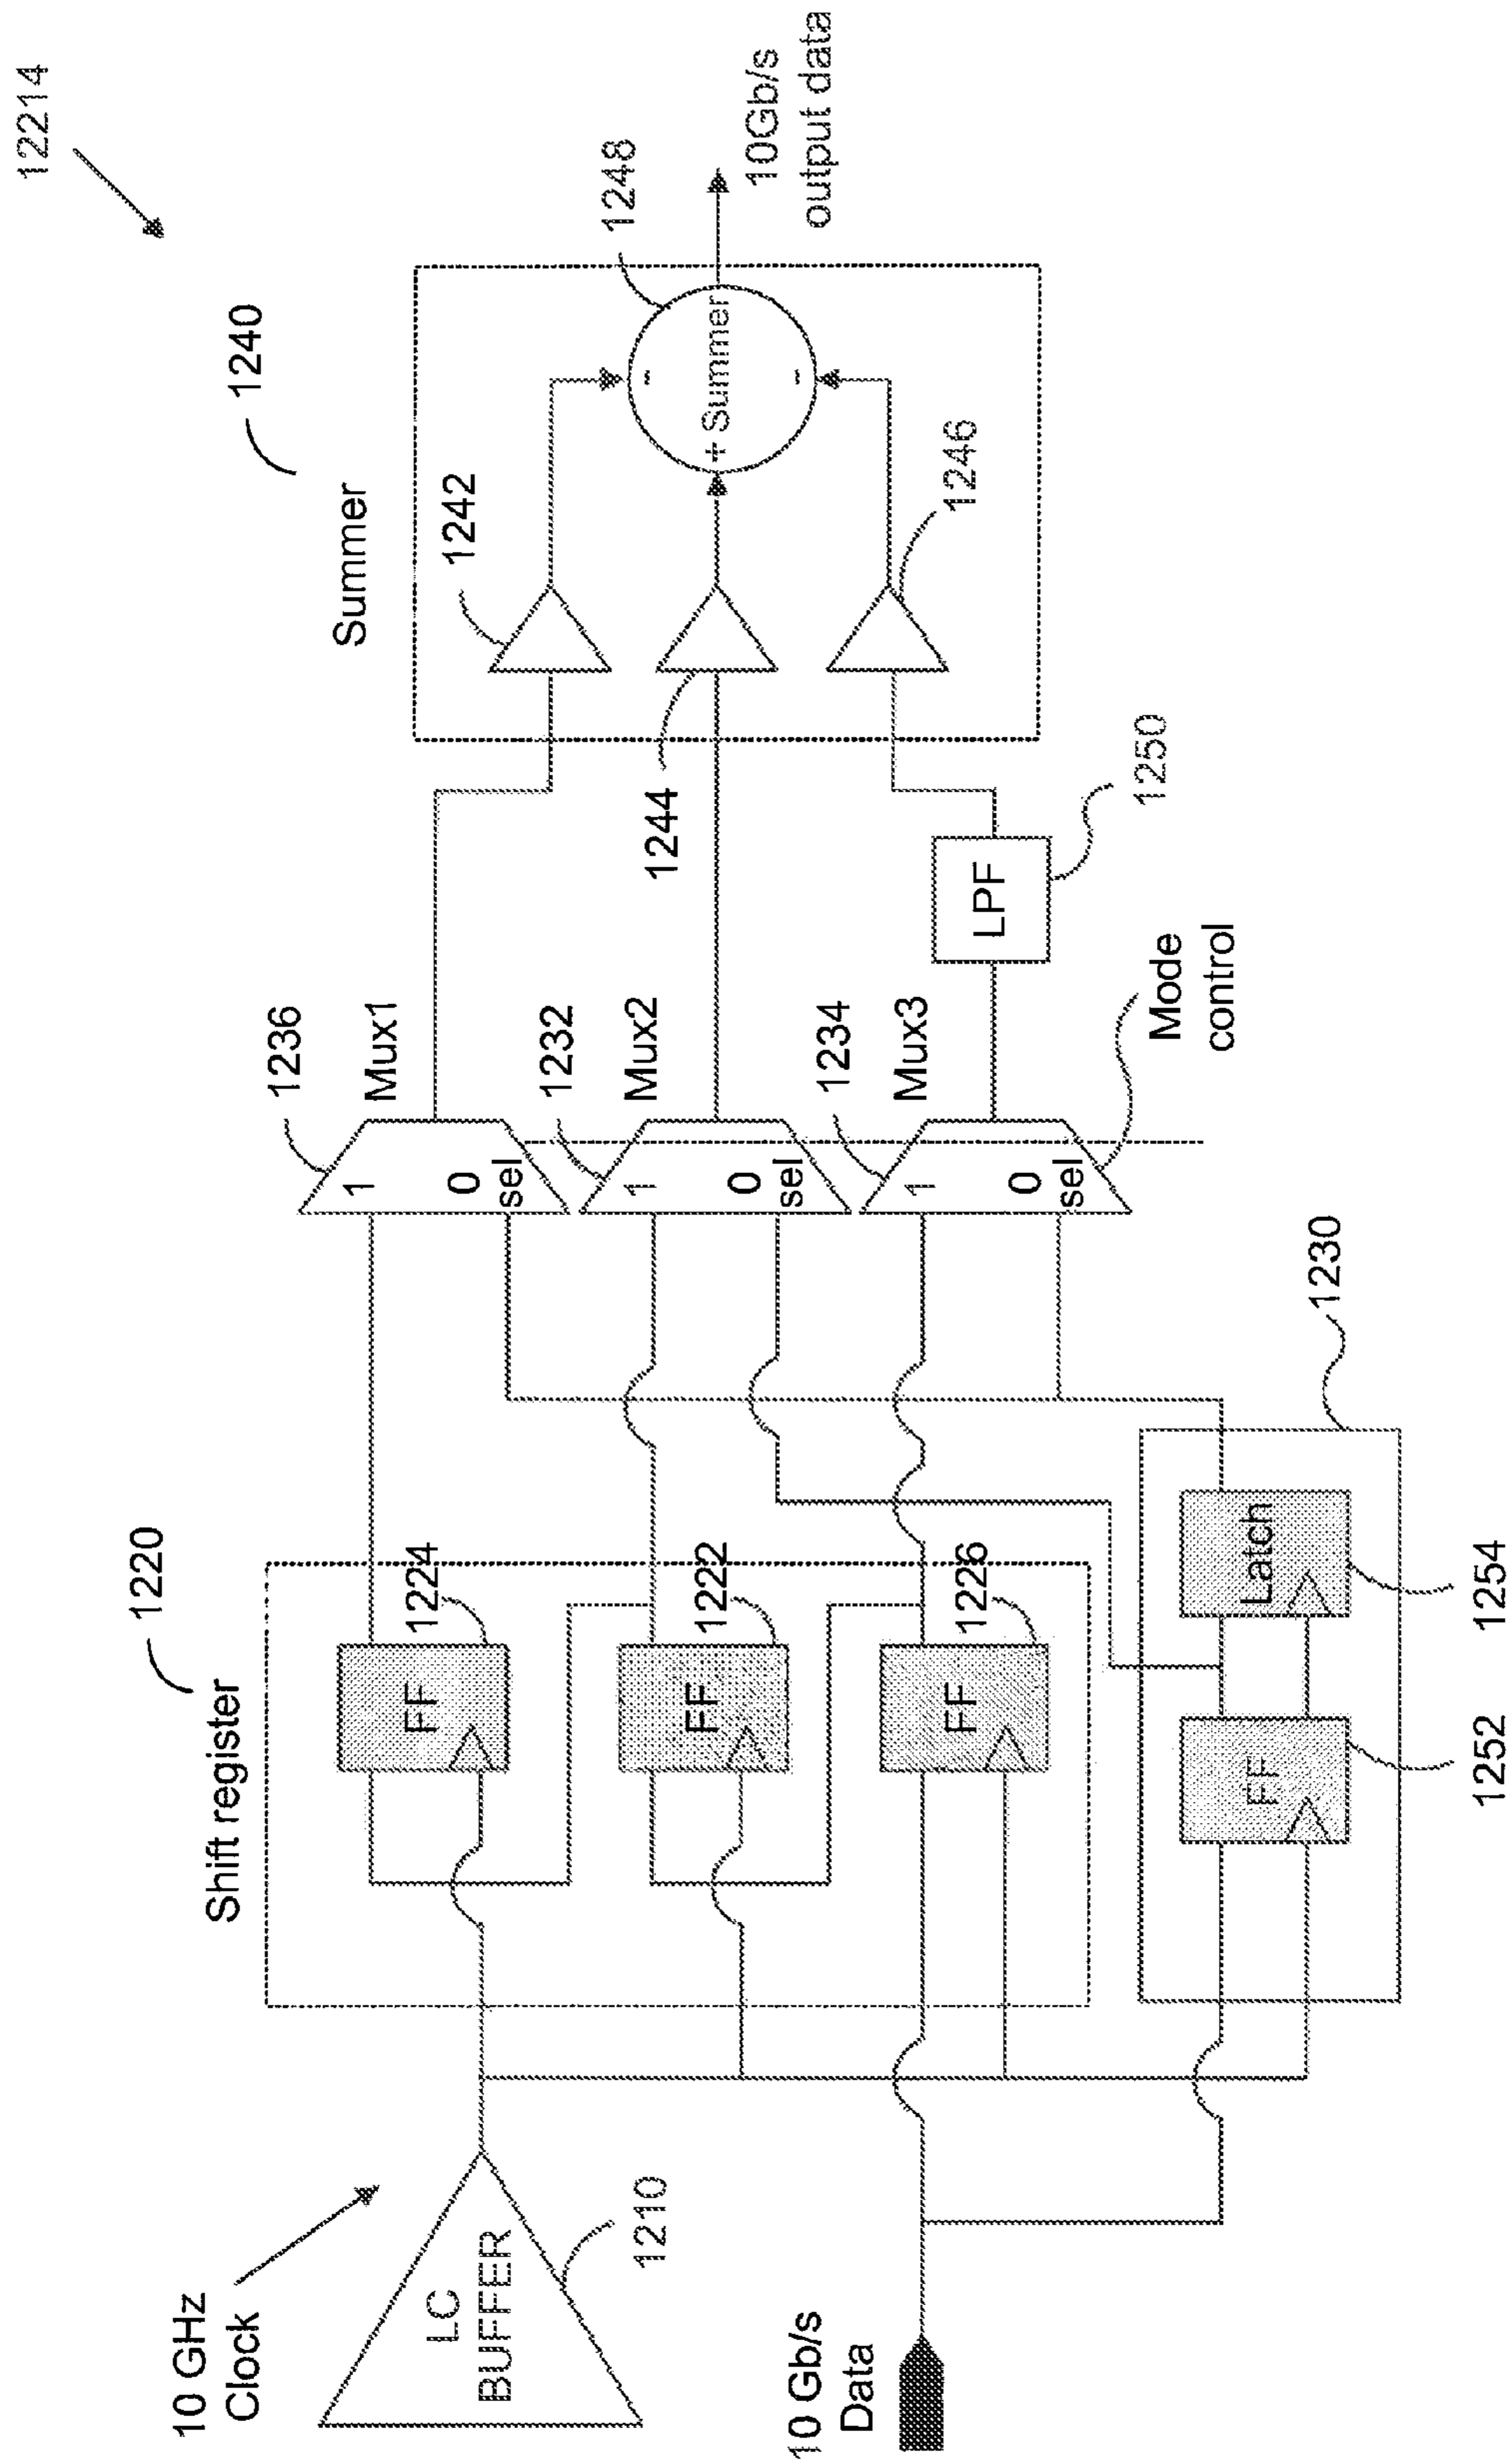 12214
10 GHz
Clock
LC
BUFFER
1210
10 Gb/s
Data
Shift register
1220
FF
1224
FF
1222
FF
1226
FF
1252
Latch
1254
1230
1236
Mux1
1
0
sel
1232
Mux2
1
0
sel
1234
Mux3
1
0
sel
Mode
control
LPF
1250
Summer
1240
1242
1244
1246
-
+ Summer
-
1248
10Gb/s
output data